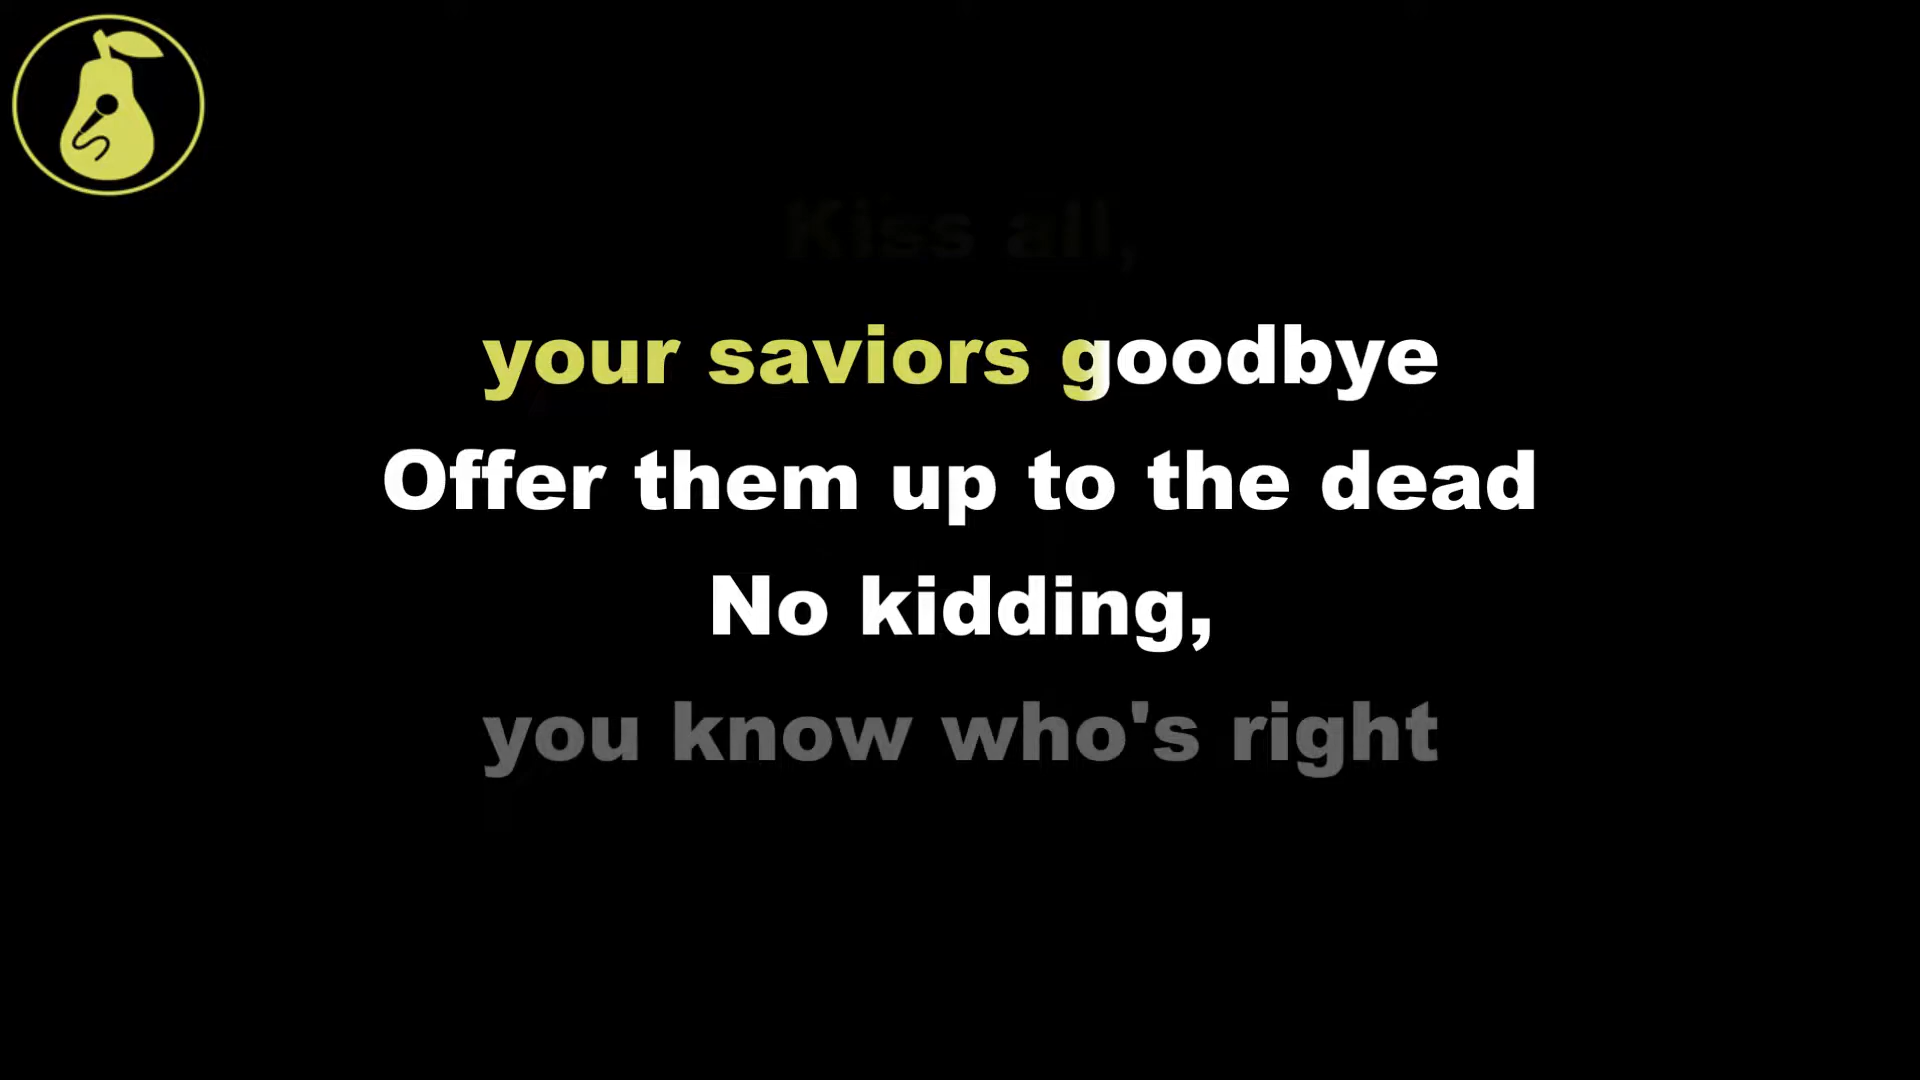 Kiss all,
your saviors goodbye
Offer them up to the dead
No kidding,
you know who's right